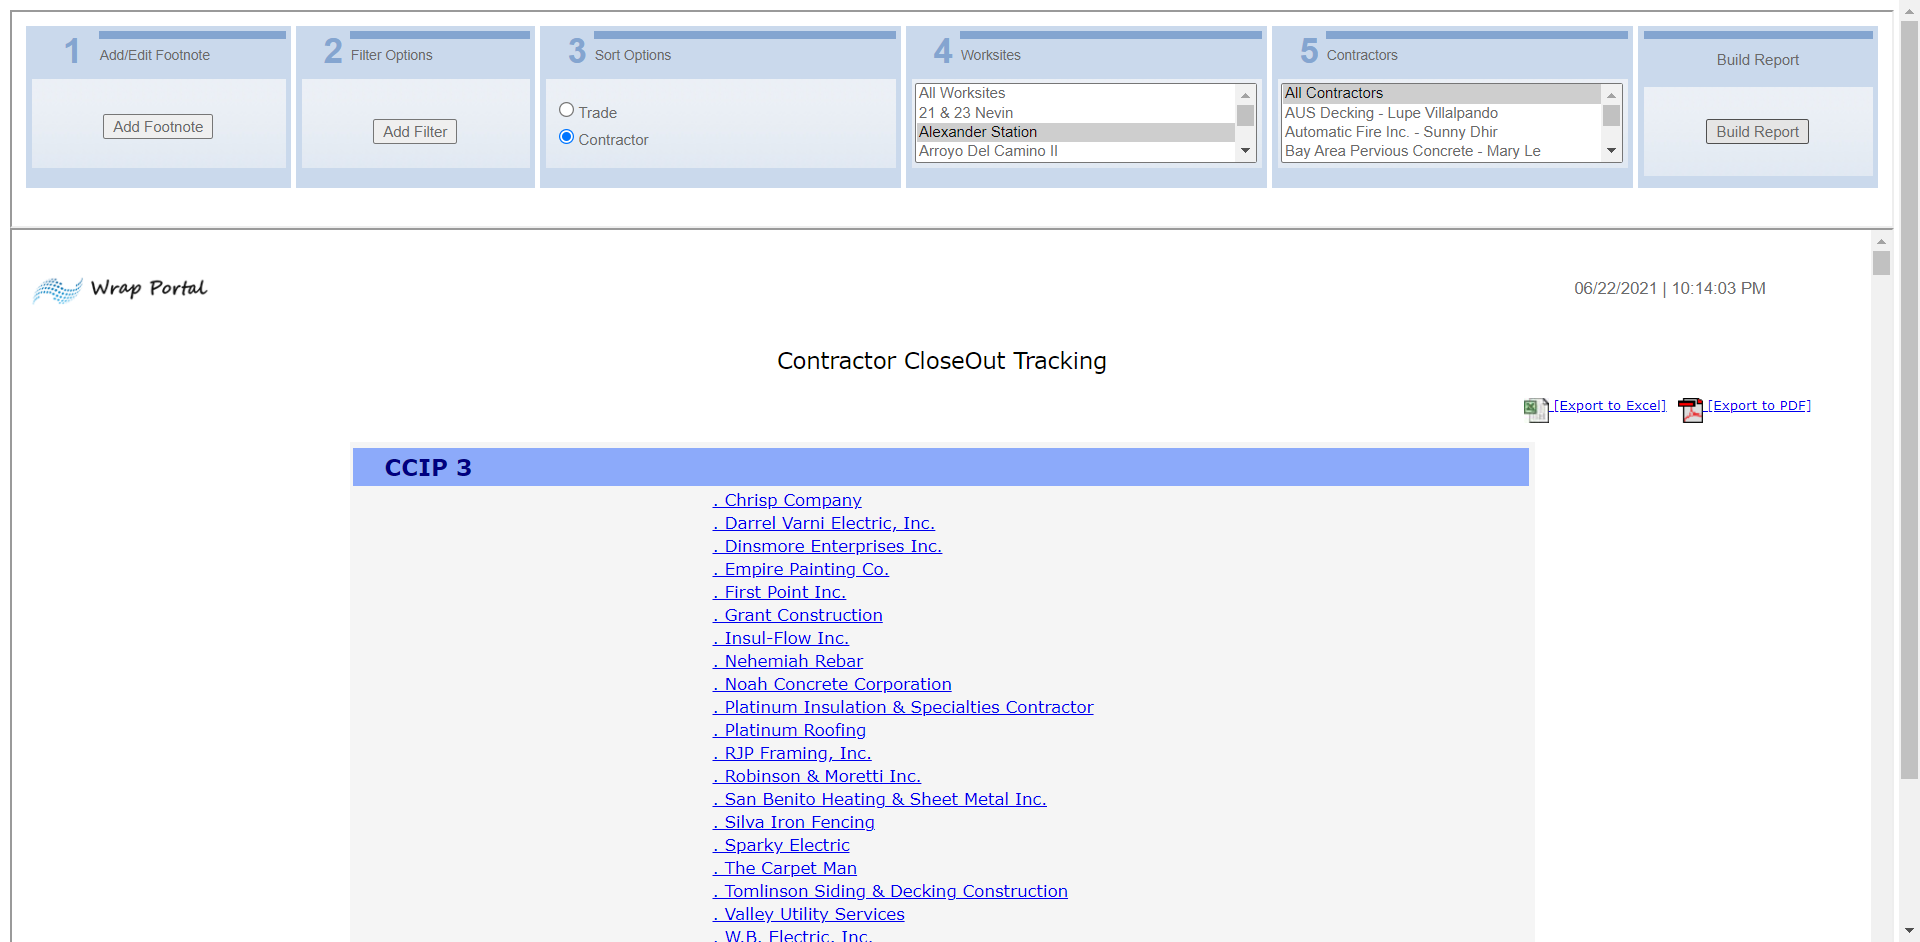 1 Add/Edit Footnote
Add Footnote
2 Filter Options
Add Filter
3 Sort Options
Trade
Contractor
4 Worksites
All Worksites
21 & 23 Nevin
Alexander Station
Arroyo Del Camino II
5 Contractors
All Contractors
AUS Decking - Lupe Villalpando
Automatic Fire Inc. - Sunny Dhir
Bay Area Pervious Concrete - Mary Le
Build Report
Build Report
Wrap Portal
06/22/2021 | 10:14:03 PM
Contractor CloseOut Tracking
[Export to Excel] [Export to PDF]
CCIP 3
. Chrisp Company
. Darrel Varni Electric, Inc.
. Dinsmore Enterprises Inc.
. Empire Painting Co.
. First Point Inc.
. Grant Construction
. Insul-Flow Inc.
. Nehemiah Rebar
. Noah Concrete Corporation
. Platinum Insulation & Specialties Contractor
. Platinum Roofing
. RJP Framing, Inc.
. Robinson & Moretti Inc.
. San Benito Heating & Sheet Metal Inc.
. Silva Iron Fencing
. Sparky Electric
. The Carpet Man
. Tomlinson Siding & Decking Construction
. Valley Utility Services
. W.B. Electric, Inc.